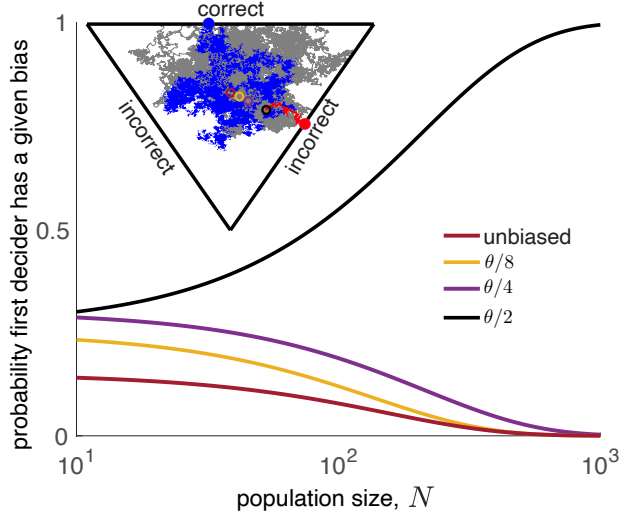 correct
incorrect
incorrect
probability first decider has a given bias
1
0.5
0
unbiased
θ/8
θ/4
θ/2
10^1
10^2
10^3
population size, N